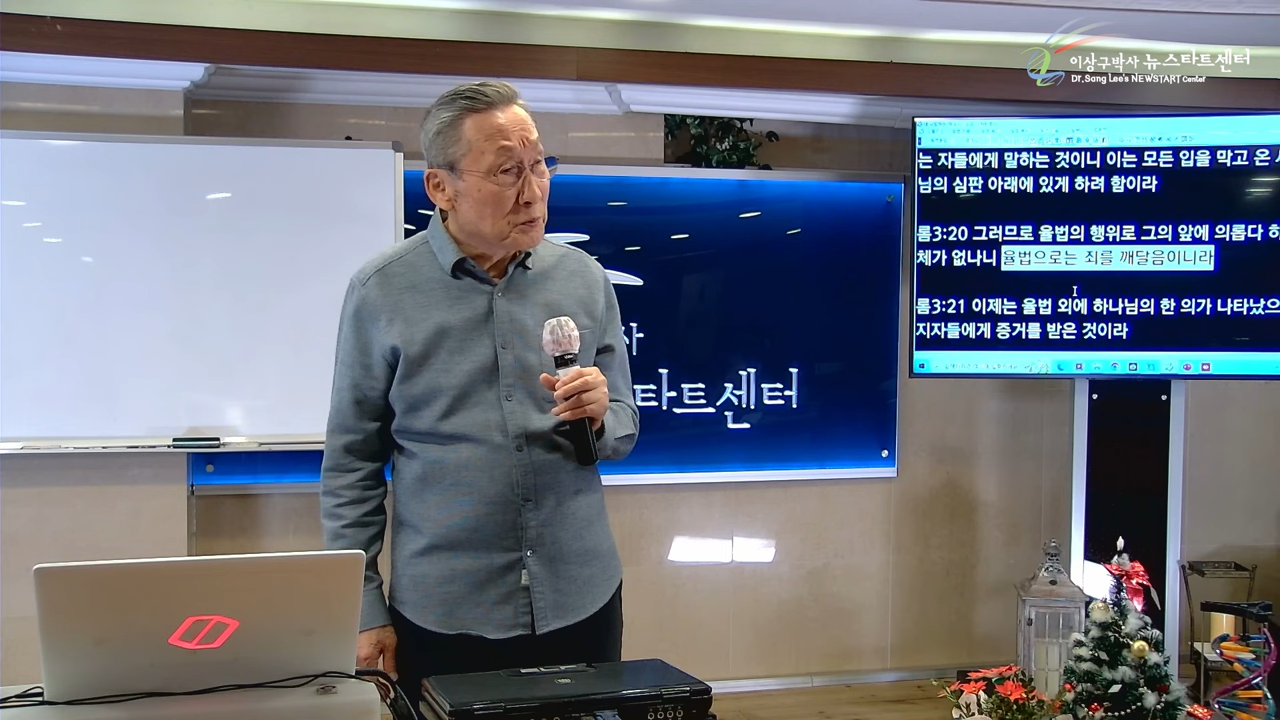 이상구박사 뉴스타트센터
Dr.Sang Lee's NEWSTART Center
는 자들에게 말하는 것이니 이는 모든 입을 막고 온
님의 심판 아래에 있게 하려 함이라
롬3:20 그러므로 율법의 행위로 그의 앞에 의롭다 하
체가 없나니 율법으로는 죄를 깨달음이니라
롬3:21 이제는 율법 외에 하나님의 한 의가 나타났으
지자들에게 증거를 받은 것이라
사
스타트센터